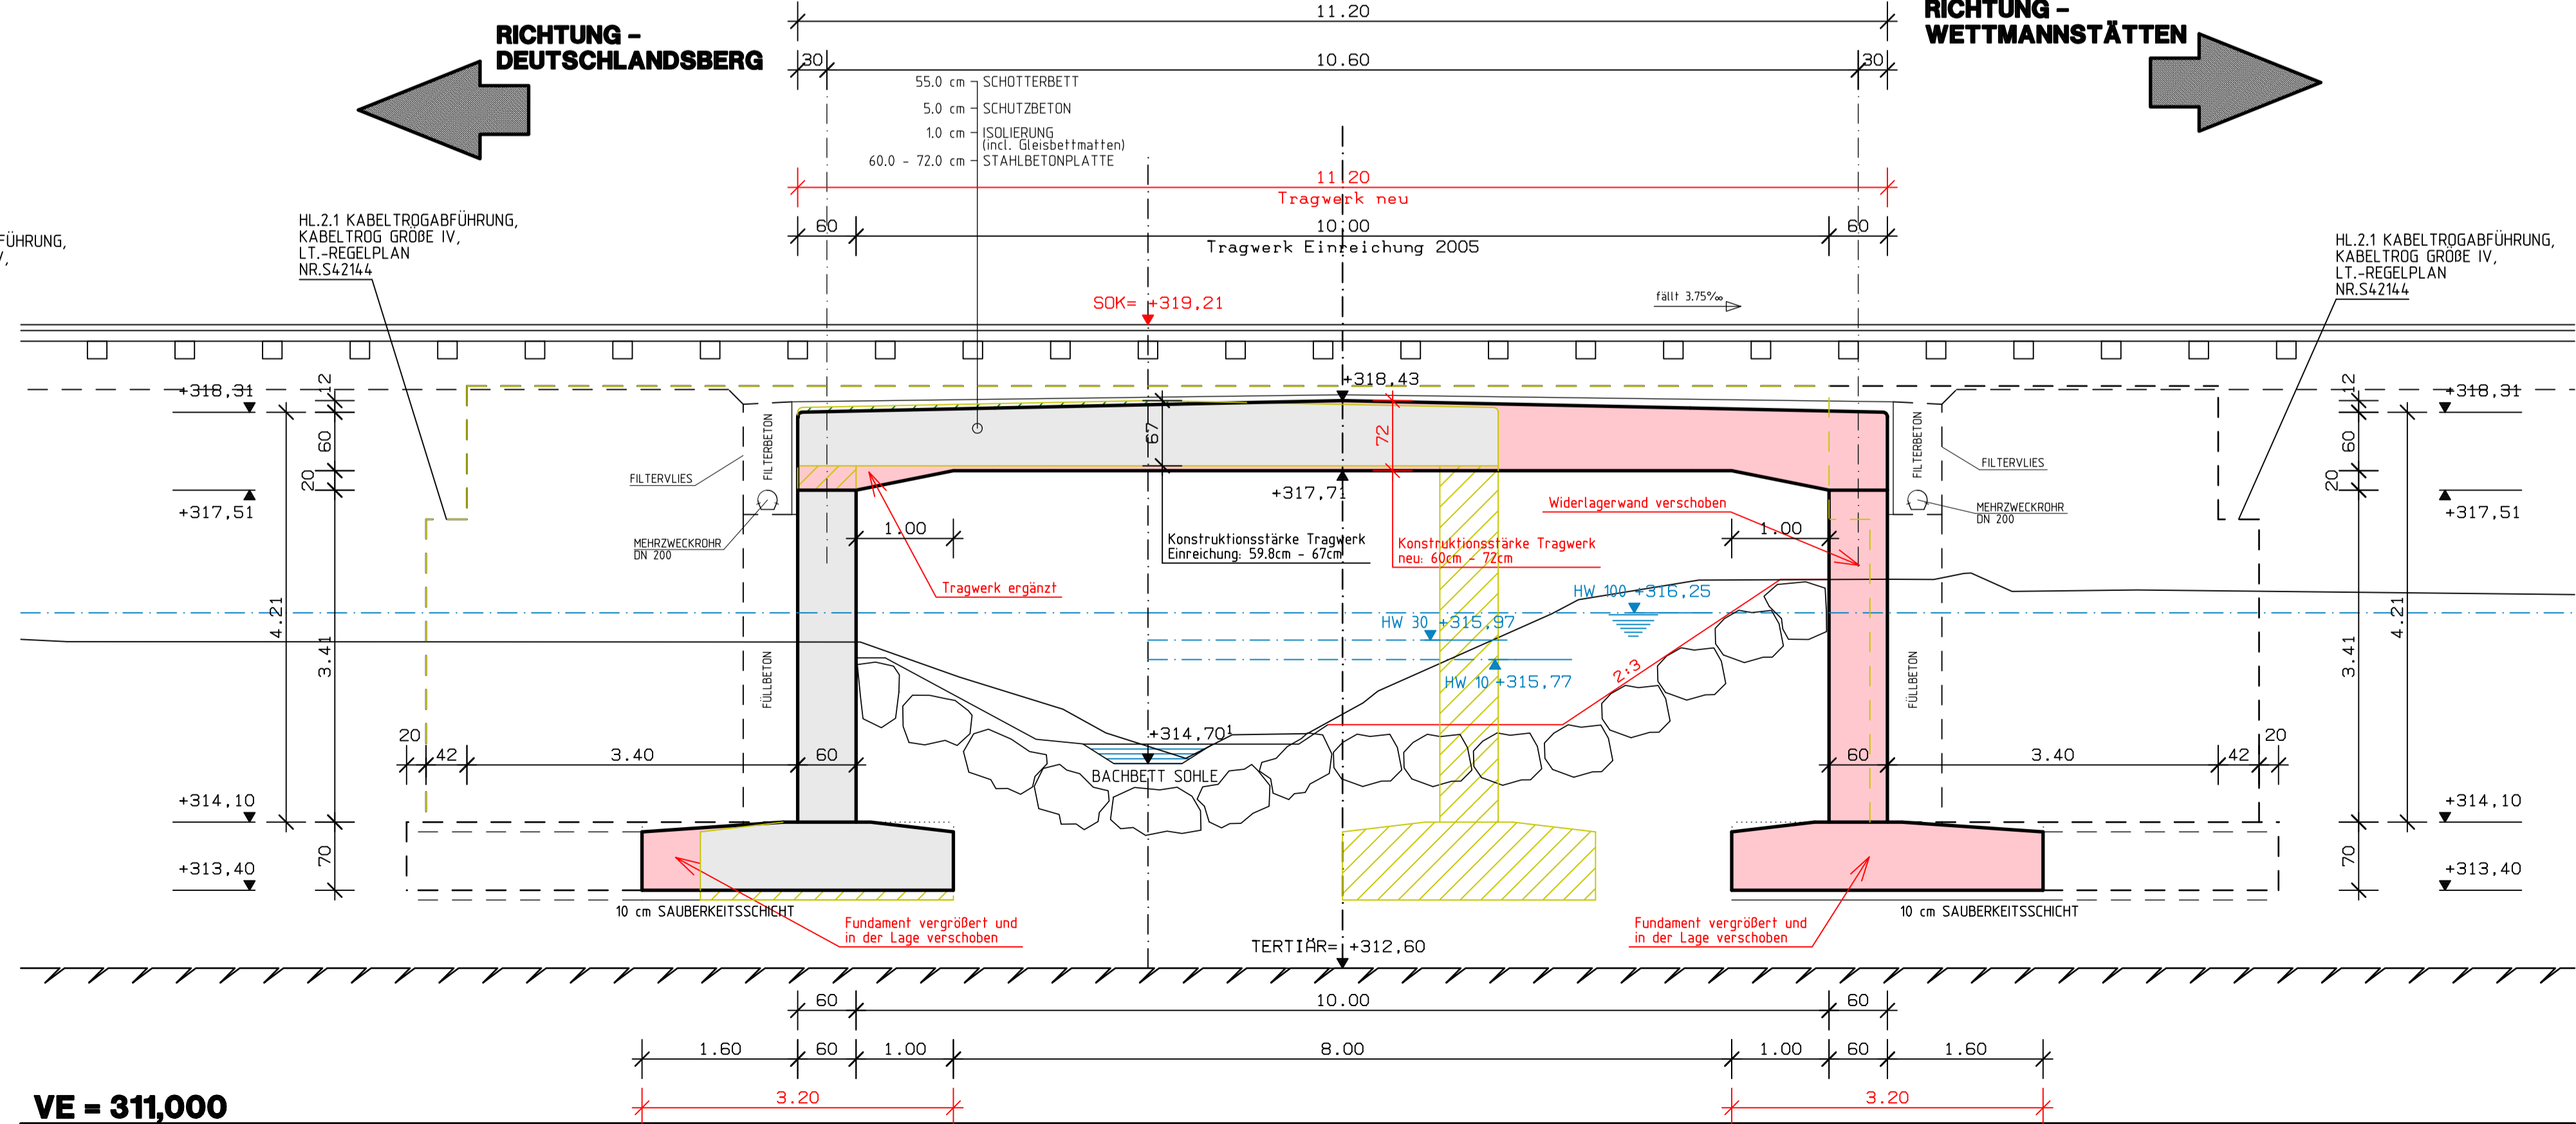 11.20
RICHTUNG –
DEUTSCHLANDSBERG
RICHTUNG –
WETTMANNSTÄTTEN
30
10.60
30
55.0 cm SCHOTTERBETT
5.0 cm SCHUTZBETON
1.0 cm ISOLIERUNG
(incl. Gleisbettmatten)
60.0 - 72.0 cm STAHLBETONPLATTE
11.20
Tragwerk neu
60
10.00
60
Tragwerk Einreichung 2005
HL.2.1 KABELTROGABFÜHRUNG,
KABELTROG GRÖßE IV,
LT.-REGELPLAN
NR.S42144
FÜHRUNG,
HL.2.1 KABELTROGABFÜHRUNG,
KABELTROG GRÖßE IV,
LT.-REGELPLAN
NR.S42144
SOK= +319,21
fällt 3.75‰
+318,31
12
60
20
+317,51
FILTERVLIES
FILTERBETON
MEHRZWECKROHR
DN 200
67
+318,43
72
+317,71
1.00
Konstruktionsstärke Tragwerk
Einreichung: 59.8cm - 67cm
Konstruktionsstärke Tragwerk
neu: 60cm - 72cm
Widerlagerwand verschoben
1.00
FILTERBETON
FILTERVLIES
MEHRZWECKROHR
DN 200
12
60
20
+318,31
+317,51
Tragwerk ergänzt
HW 100 +316,25
HW 30 +315,97
HW 10 +315,77
2:3
4.21
3.41
FÜLLBETON
FÜLLBETON
3.41
4.21
+314,70¹
BACHBETT SOHLE
20
42
3.40
60
60
3.40
42
20
+314,10
70
+313,40
+314,10
70
+313,40
10 cm SAUBERKEITSSCHICHT
10 cm SAUBERKEITSSCHICHT
Fundament vergrößert und
in der Lage verschoben
Fundament vergrößert und
in der Lage verschoben
TERTIÄR= +312,60
60
10.00
60
1.60
60
1.00
8.00
1.00
60
1.60
3.20
3.20
VE = 311,000